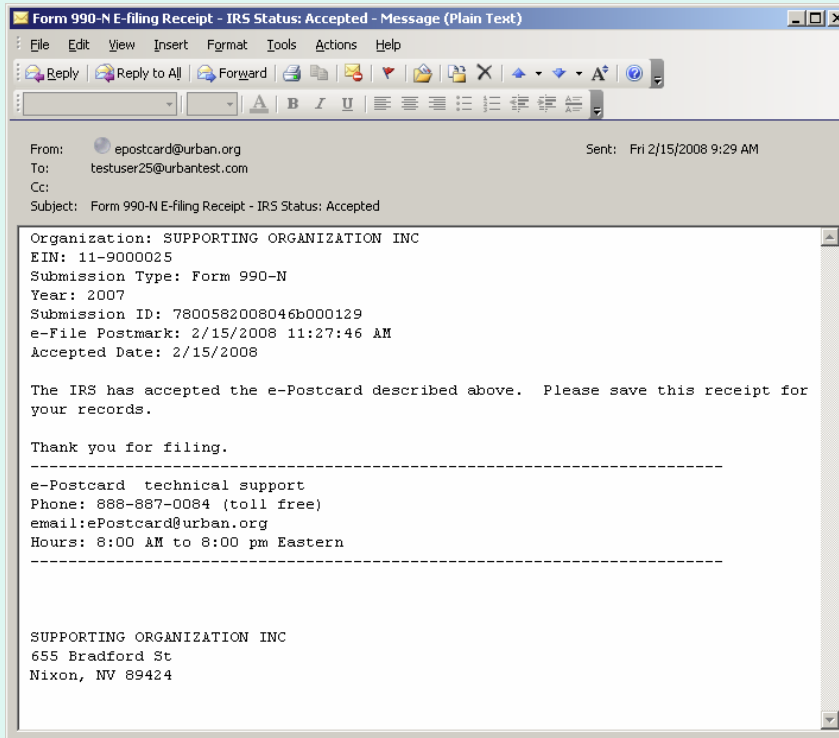 Form 990-N E-filing Receipt - IRS Status: Accepted - Message (Plain Text)
File Edit View Insert Format Tools Actions Help
Reply Reply to All Forward
A B I U
From: epostcard@urban.org Sent: Fri 2/15/2008 9:29 AM
To: testuser25@urbantest.com
Cc:
Subject: Form 990-N E-filing Receipt - IRS Status: Accepted
Organization: SUPPORTING ORGANIZATION INC
EIN: 11-9000025
Submission Type: Form 990-N
Year: 2007
Submission ID: 7800582008046b000129
e-File Postmark: 2/15/2008 11:27:46 AM
Accepted Date: 2/15/2008
The IRS has accepted the e-Postcard described above.  Please save this receipt for
your records.
Thank you for filing.
-------------------------------------------------------------------------
e-Postcard  technical support
Phone: 888-887-0084 (toll free)
email:ePostcard@urban.org
Hours: 8:00 AM to 8:00 pm Eastern
-------------------------------------------------------------------------
SUPPORTING ORGANIZATION INC
655 Bradford St
Nixon, NV 89424